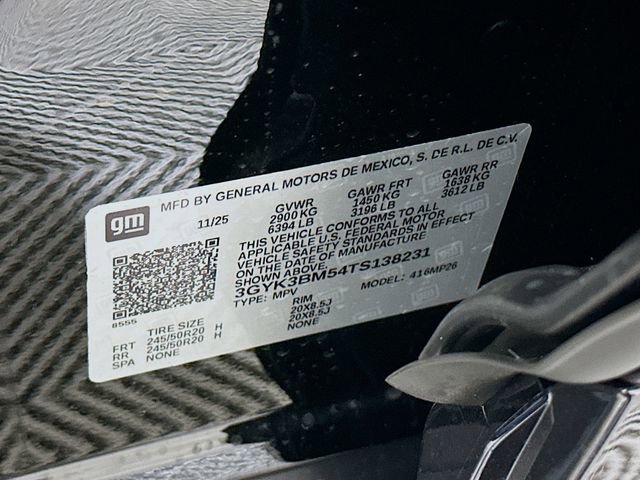 gm
MFD BY GENERAL MOTORS DE MEXICO, S. DE R.L. DE C.V.
11/25 GVWR GAWR FRT GAWR RR
2900 KG 1450 KG 1638 KG
6394 LB 3196 LB 3612 LB
THIS VEHICLE CONFORMS TO ALL
APPLICABLE U.S. FEDERAL MOTOR
VEHICLE SAFETY STANDARDS IN EFFECT
ON THE DATE OF MANUFACTURE
SHOWN ABOVE.
3GYK3BM54TS138231
TYPE: MPV MODEL: 416MP26
8555
TIRE SIZE RIM
FRT 245/50R20 H 20X8.5J
RR 245/50R20 H 20X8.5J
SPA NONE NONE